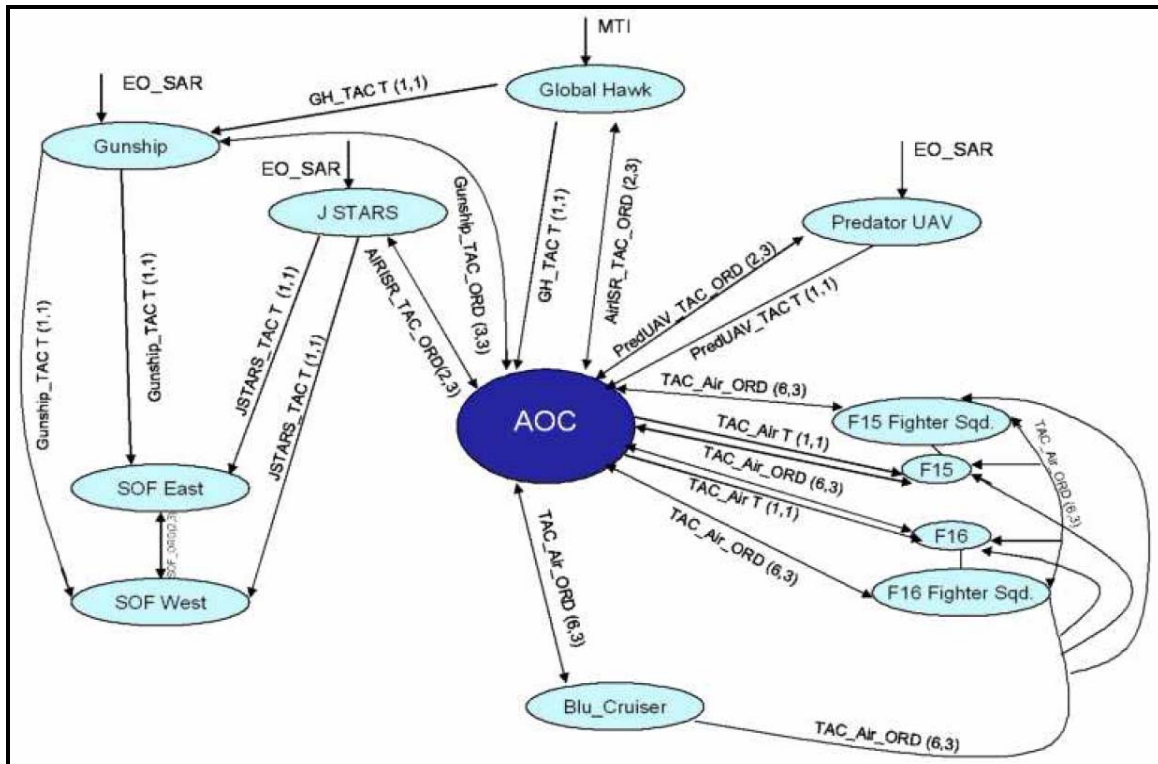 MTI
EO_SAR
GH_TAC T (1,1)
Global Hawk
Gunship
EO_SAR
EO_SAR
J STARS
Predator UAV
Gunship_TAC_ORD (3,3)
GH_TAC T (1,1)
AirISR_TAC_ORD (2,3)
AIRISR_TAC_ORD(2,3)
PredUAV_TAC_ORD (2,3)
PredUAV_TAC T (1,1)
Gunship_TAC T (1,1)
Gunship_TAC T (1,1)
JSTARS_TAC T (1,1)
JSTARS_TAC T (1,1)
AOC
TAC_Air_ORD (6,3)
F15 Fighter Sqd.
TAC_Air T (1,1)
F15
TAC_Air_ORD (6,3)
TAC_Air T (1,1)
TAC_Air_ORD (6,3)
F16
TAC_Air_ORD (6,3)
F16 Fighter Sqd.
SOF East
SOF_ORD(2,3)
SOF West
TAC_Air_ORD (6,3)
Blu_Cruiser
TAC_Air_ORD (6,3)